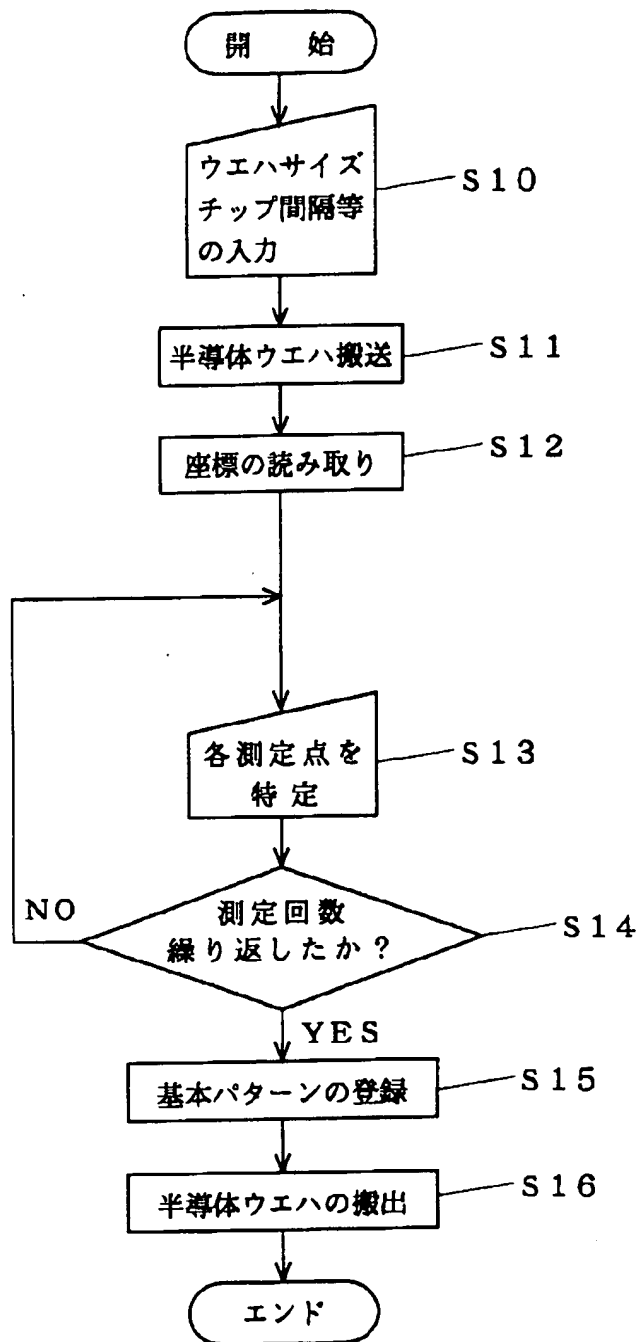 開 始
ウエハサイズ
チップ間隔等
の入力
S10
半導体ウエハ搬送
S11
座標の読み取り
S12
各測定点を
特定
S13
測定回数
繰り返したか？
S14
NO
YES
基本パターンの登録
S15
半導体ウエハの搬出
S16
エンド